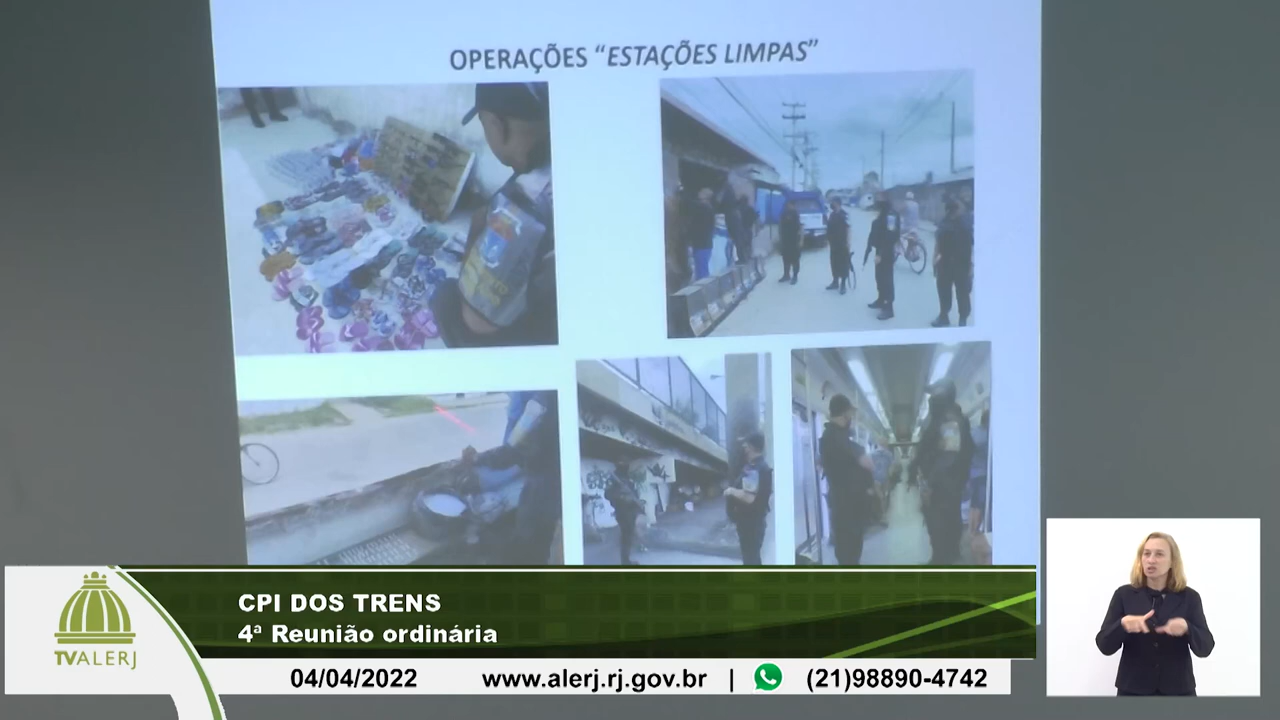 OPERAÇÕES “ESTAÇÕES LIMPAS”
CPI DOS TRENS
4ª Reunião ordinária
TVALERJ
04/04/2022 www.alerj.rj.gov.br | (21)98890-4742